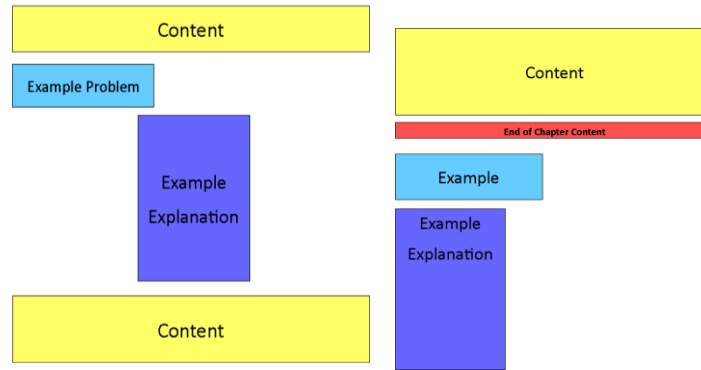 Content
Example Problem
Example
Explanation
Content
Content
End of Chapter Content
Example
Example
Explanation